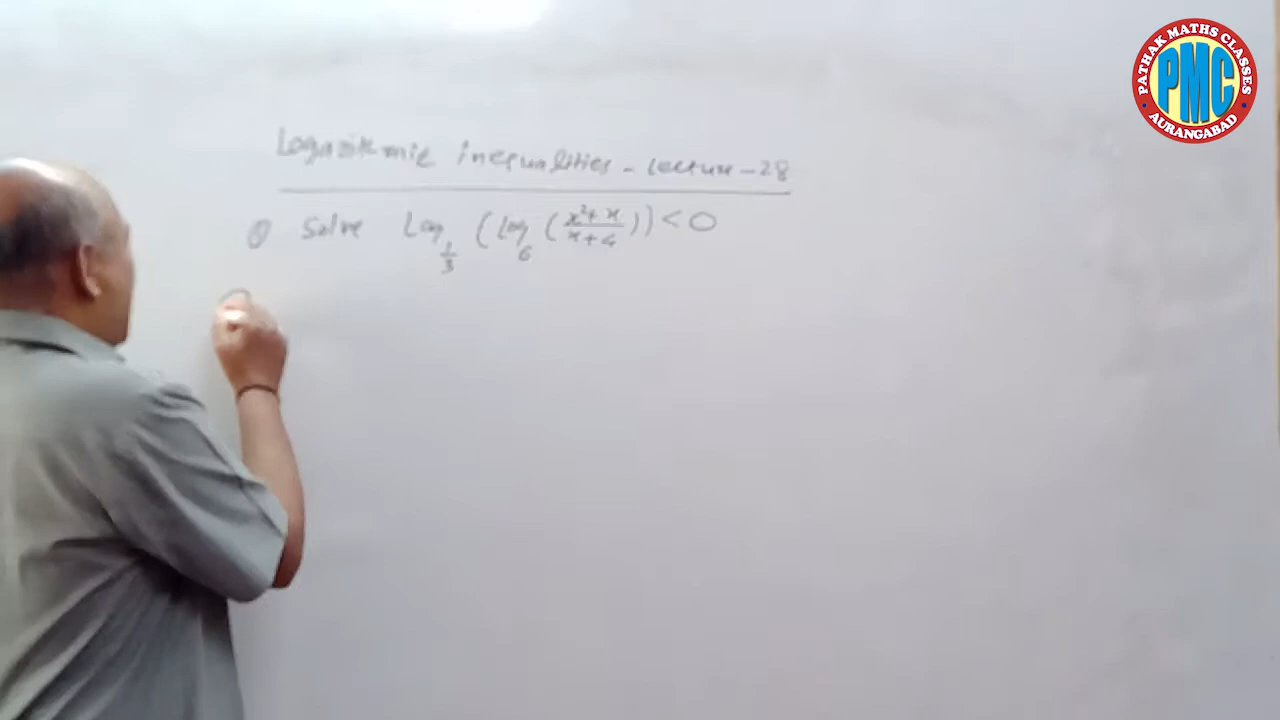 PATHAK MATHS CLASSES
PMC
AURANGABAD
Logarithmic inequalities - Lecture - 28
① Solve log_{1/3} (log_6 ((x²+x)/(x+4))) < 0